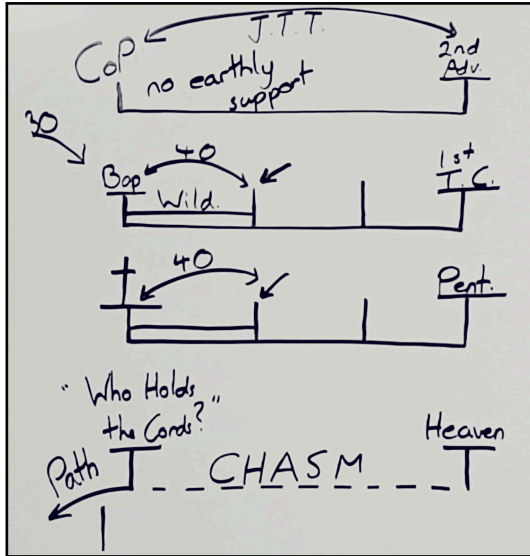 J.T.T.
CoP
2nd
Adv.
no earthly
support
30
40
Bap
Wild.
1st
T.C.
40
Pent.
"Who Holds
the Cords?"
Heaven
Path
CHASM